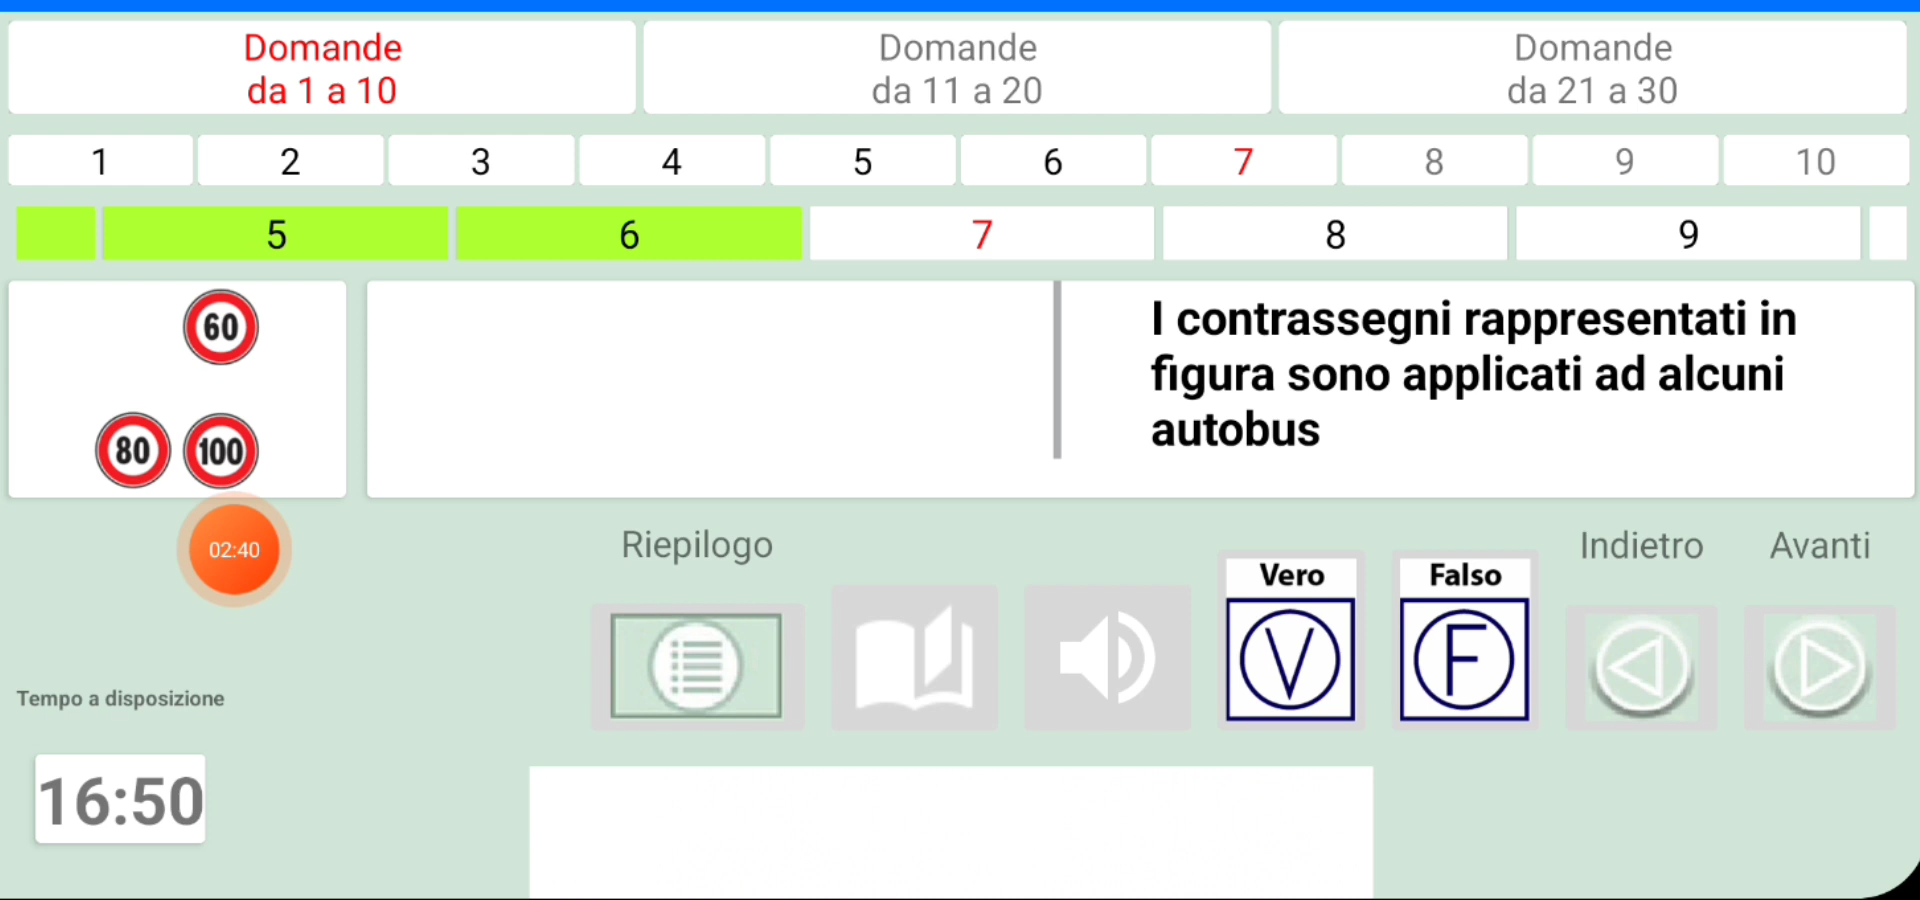 Domande
da 1 a 10
Domande
da 11 a 20
Domande
da 21 a 30
1 2 3 4 5 6 7 8 9 10
5 6 7 8 9
60
80 100
I contrassegni rappresentati in
figura sono applicati ad alcuni
autobus
02:40
Riepilogo
Vero
V
Falso
F
Indietro
Avanti
Tempo a disposizione
16:50